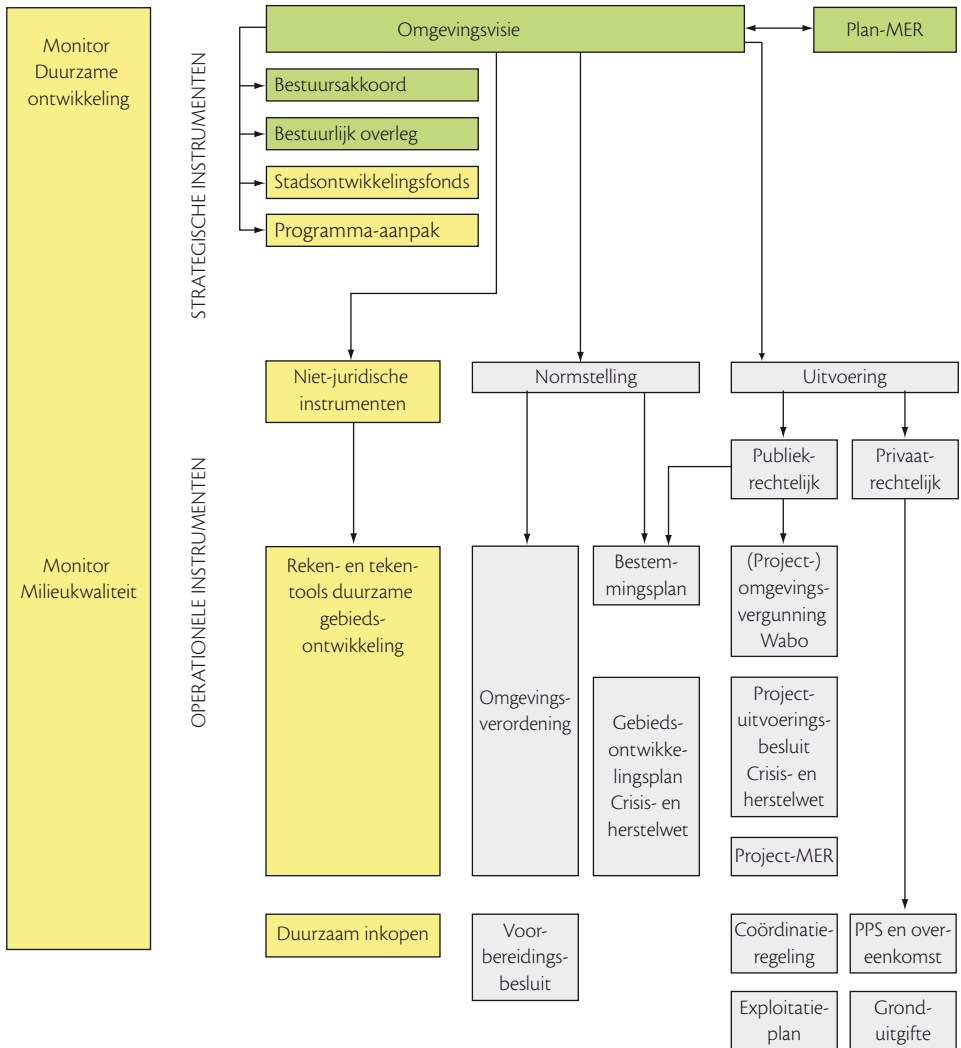 Monitor
Duurzame
ontwikkeling
Monitor
Milieukwaliteit
STRATEGISCHE INSTRUMENTEN
OPERATIONELE INSTRUMENTEN
Omgevingsvisie
Plan-MER
Bestuursakkoord
Bestuurlijk overleg
Stadsontwikkelingsfonds
Programma-aanpak
Niet-juridische
instrumenten
Normstelling
Uitvoering
Publiek-
rechtelijk
Privaat-
rechtelijk
Reken- en teken-
tools duurzame
gebieds-
ontwikkeling
Omgevings-
verordening
Bestem-
mingsplan
(Project-)
omgevings-
vergunning
Wabo
Gebieds-
ontwikke-
lingsplan
Crisis- en
herstelwet
Project-
uitvoerings-
besluit
Crisis- en
herstelwet
Project-MER
Duurzaam inkopen
Voor-
bereidings-
besluit
Coördinatie-
regeling
PPS en over-
eenkomst
Exploitatie-
plan
Grond-
uitgifte